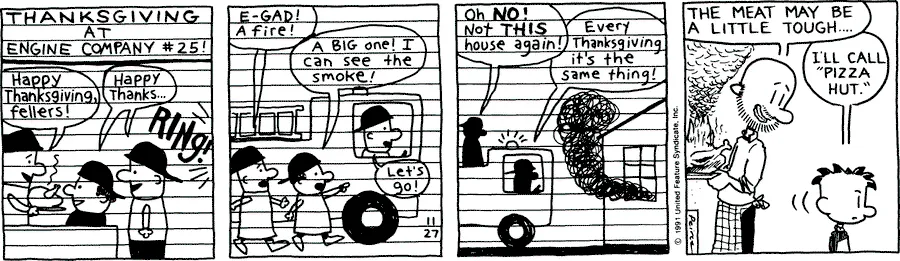 THANKSGIVING
AT
ENGINE COMPANY #25!
Happy
Thanksgiving,
fellers!
Happy
Thanks...
RING!
E-GAD!
A fire!
A BIG one! I
can see the
smoke!
Let's
go!
11
27
Oh NO!
Not THIS
house again!
Every
Thanksgiving
it's the
same thing!
© 1991 United Feature Syndicate, Inc.
THE MEAT MAY BE
A LITTLE TOUGH....
I'LL CALL
"PIZZA
HUT."
Peirce